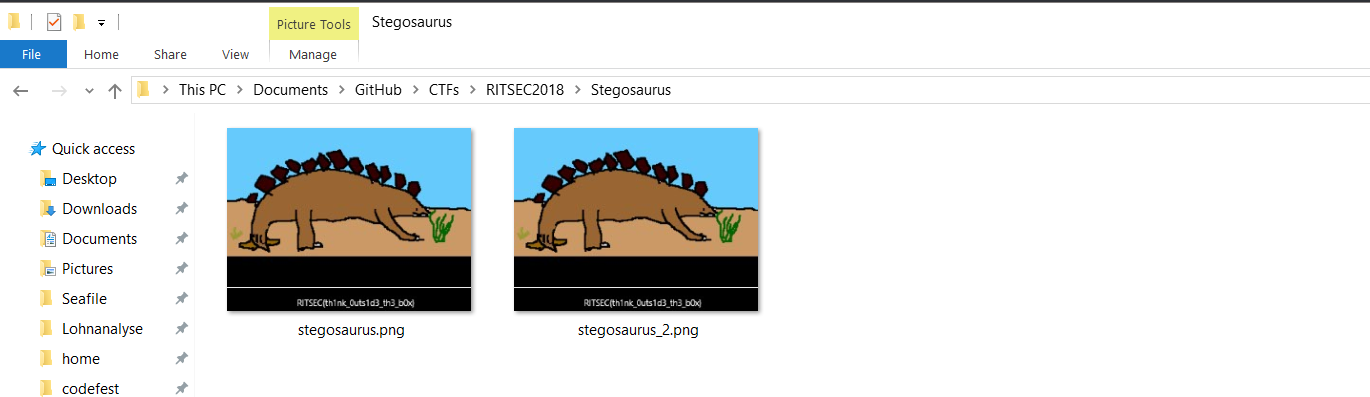 Picture Tools Stegosaurus
File Home Share View Manage
This PC Documents GitHub CTFs RITSEC2018 Stegosaurus
Quick access
Desktop
Downloads
Documents
Pictures
Seafile
Lohnanalyse
home
codefest
RITSEC{th1nk_0uts1d3_th3_b0x} RITSEC{th1nk_0uts1d3_th3_b0x}
stegosaurus.png stegosaurus_2.png